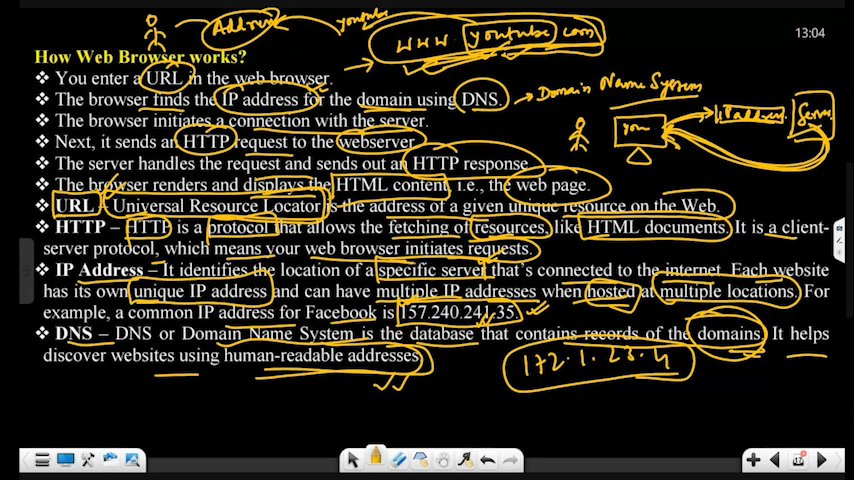 Address youtube www.youtube.com
13:04
How Web Browser works?
❖ You enter a URL in the web browser.
❖ The browser finds the IP address for the domain using DNS. → Domain Name System
❖ The browser initiates a connection with the server.
❖ Next, it sends an HTTP request to the webserver.
You IP address Server
❖ The server handles the request and sends out an HTTP response.
❖ The browser renders and displays the HTML content, i.e., the web page.
❖ URL – Universal Resource Locator is the address of a given unique resource on the Web.
❖ HTTP – HTTP is a protocol that allows the fetching of resources, like HTML documents. It is a client-
server protocol, which means your web browser initiates requests.
❖ IP Address – It identifies the location of a specific server that's connected to the internet. Each website
has its own unique IP address and can have multiple IP addresses when hosted at multiple locations. For
example, a common IP address for Facebook is 157.240.241.35.
❖ DNS – DNS or Domain Name System is the database that contains records of the domains. It helps
discover websites using human-readable addresses.
172.1.23.4